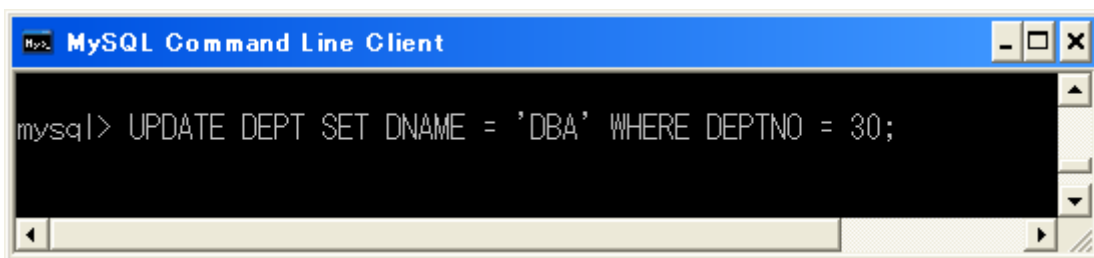 MySQL Command Line Client
mysql> UPDATE DEPT SET DNAME = 'DBA' WHERE DEPTNO = 30;